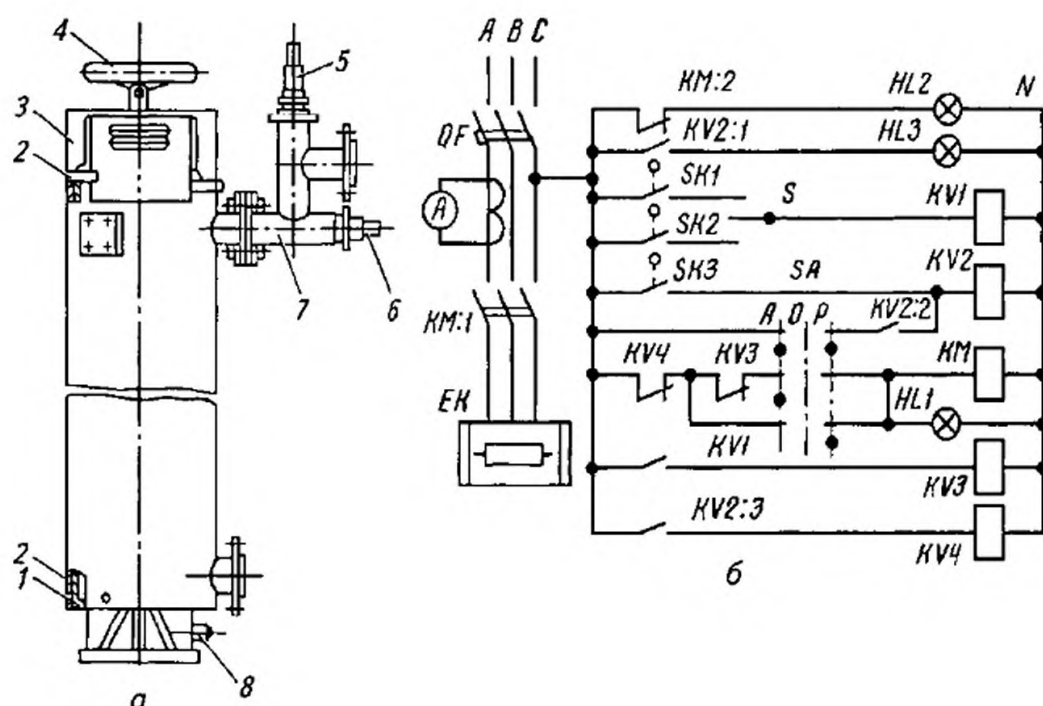 4
5
3
2
7
6
2
1
8
а
A B C
QF
A
KM:1
EK
KM:2
HL2
N
KV2:1
HL3
SK1
S
KV1
SK2
SK3
SA
KV2
A O P
KV2:2
KV4
KV3
KM
HL1
KV1
KV3
KV2:3
KV4
б